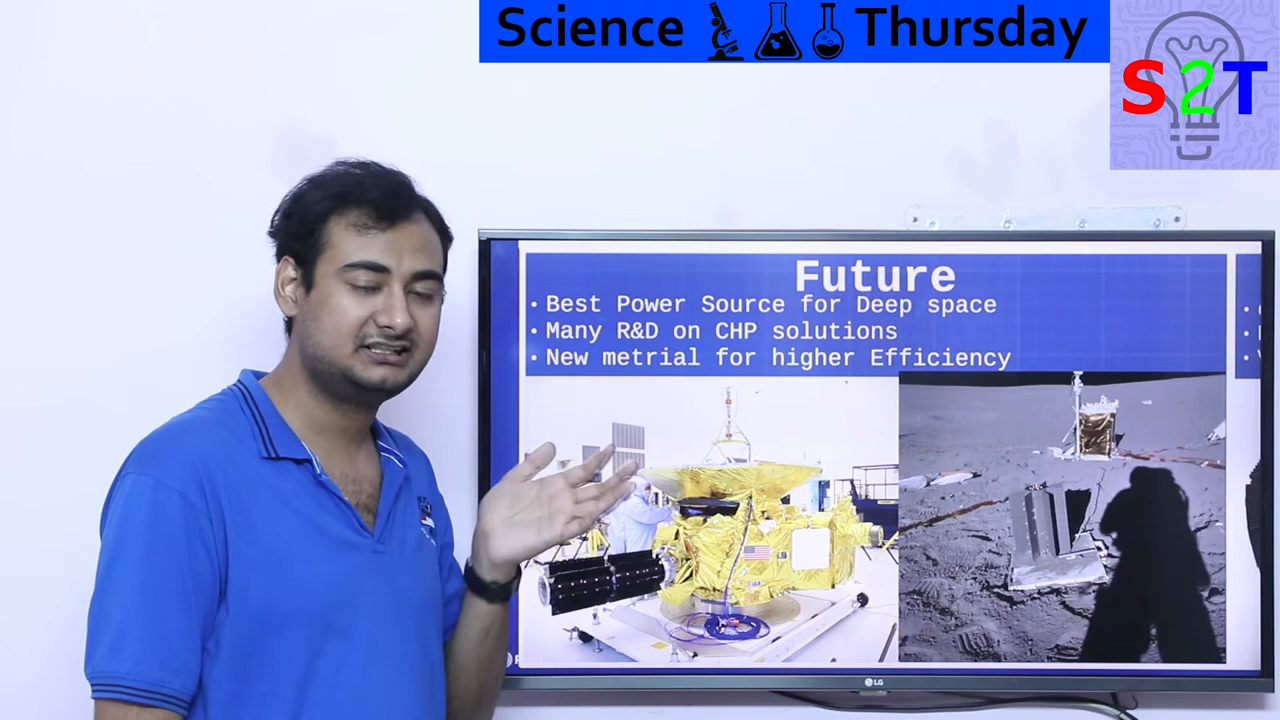 Science Thursday
S2T
Future
• Best Power Source for Deep space
• Many R&D on CHP solutions
• New metrial for higher Efficiency
LG